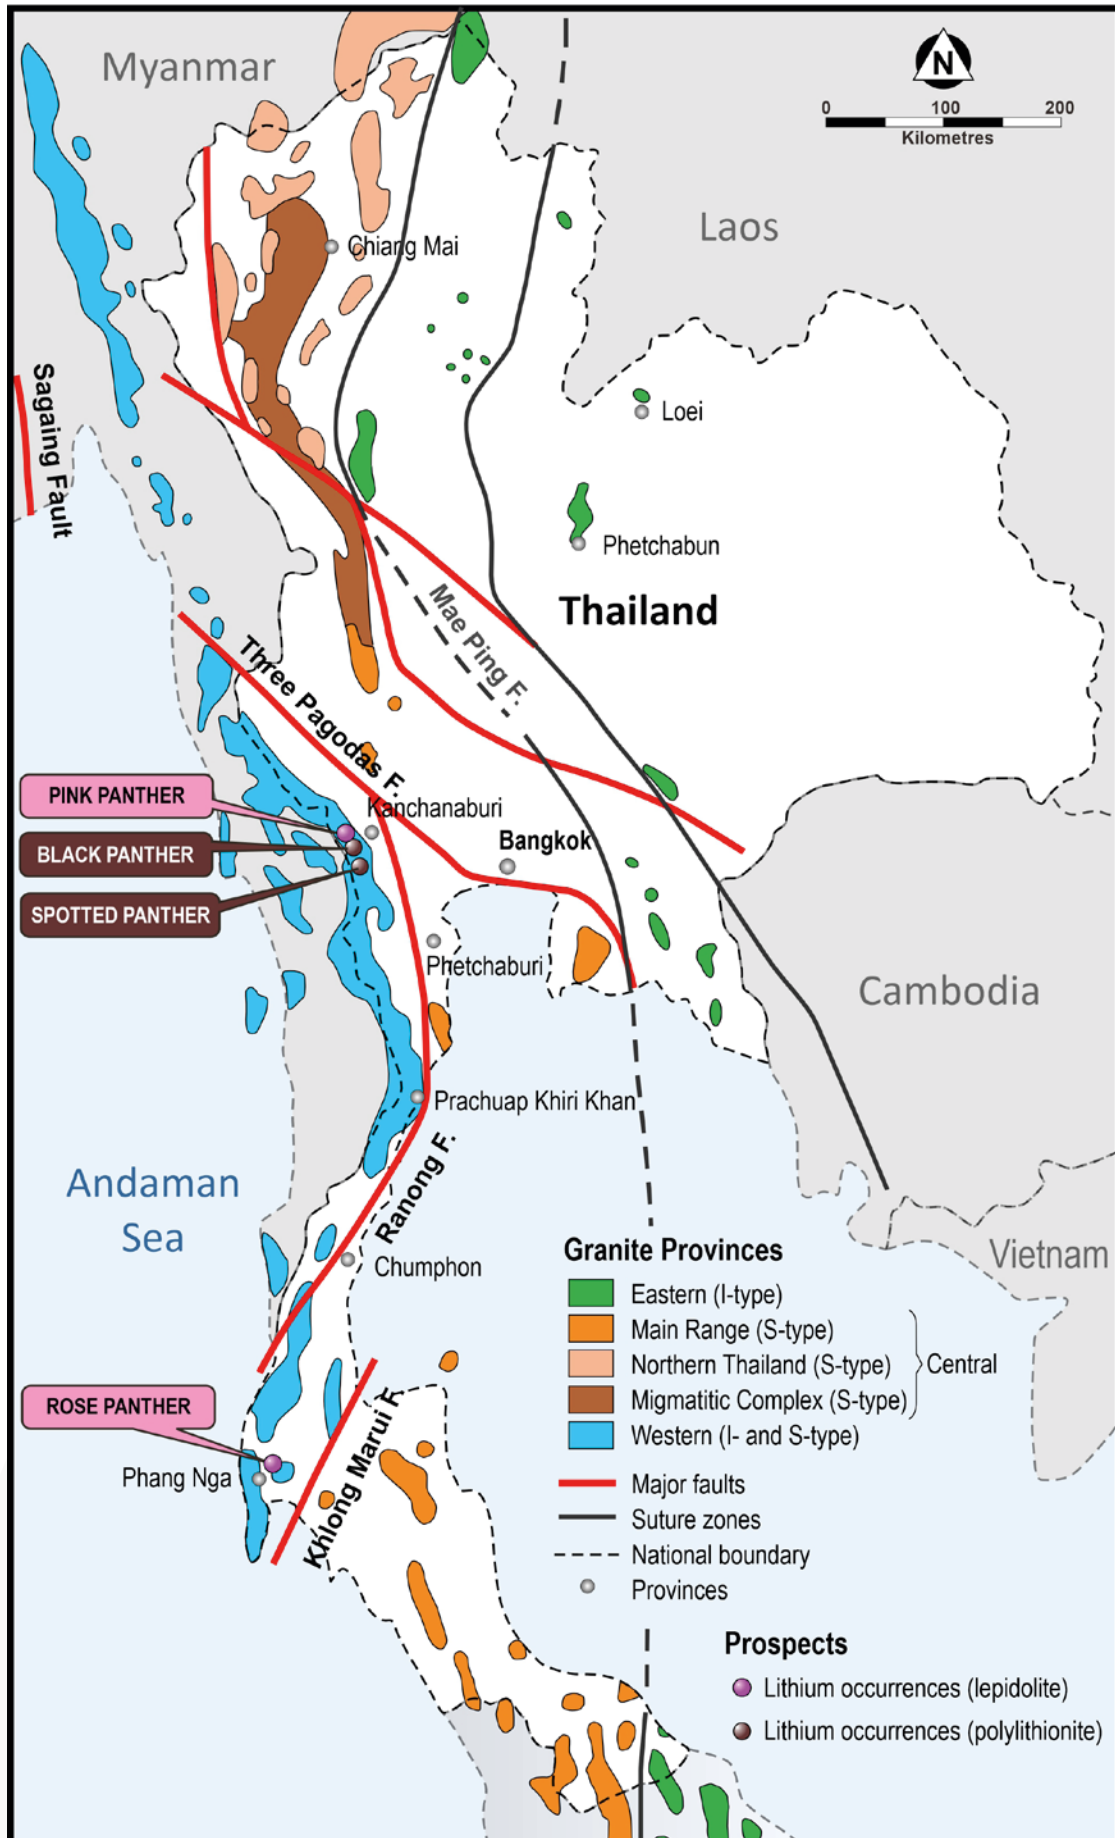 Myanmar
N
0 100 200
Kilometres
Laos
Chiang Mai
Sagaing Fault
Loei
Phetchabun
Mae Ping F.
Thailand
Three Pagodas F.
PINK PANTHER
Kanchanaburi
BLACK PANTHER
Bangkok
SPOTTED PANTHER
Phetchaburi
Cambodia
Prachuap Khiri Khan
Ranong F.
Andaman
Sea
Chumphon
Vietnam
Granite Provinces
Eastern (I-type)
Main Range (S-type)
Northern Thailand (S-type)
Central
Migmatitic Complex (S-type)
Western (I- and S-type)
ROSE PANTHER
Phang Nga
Khlong Marui F.
Major faults
Suture zones
National boundary
Provinces
Prospects
Lithium occurrences (lepidolite)
Lithium occurrences (polylithionite)